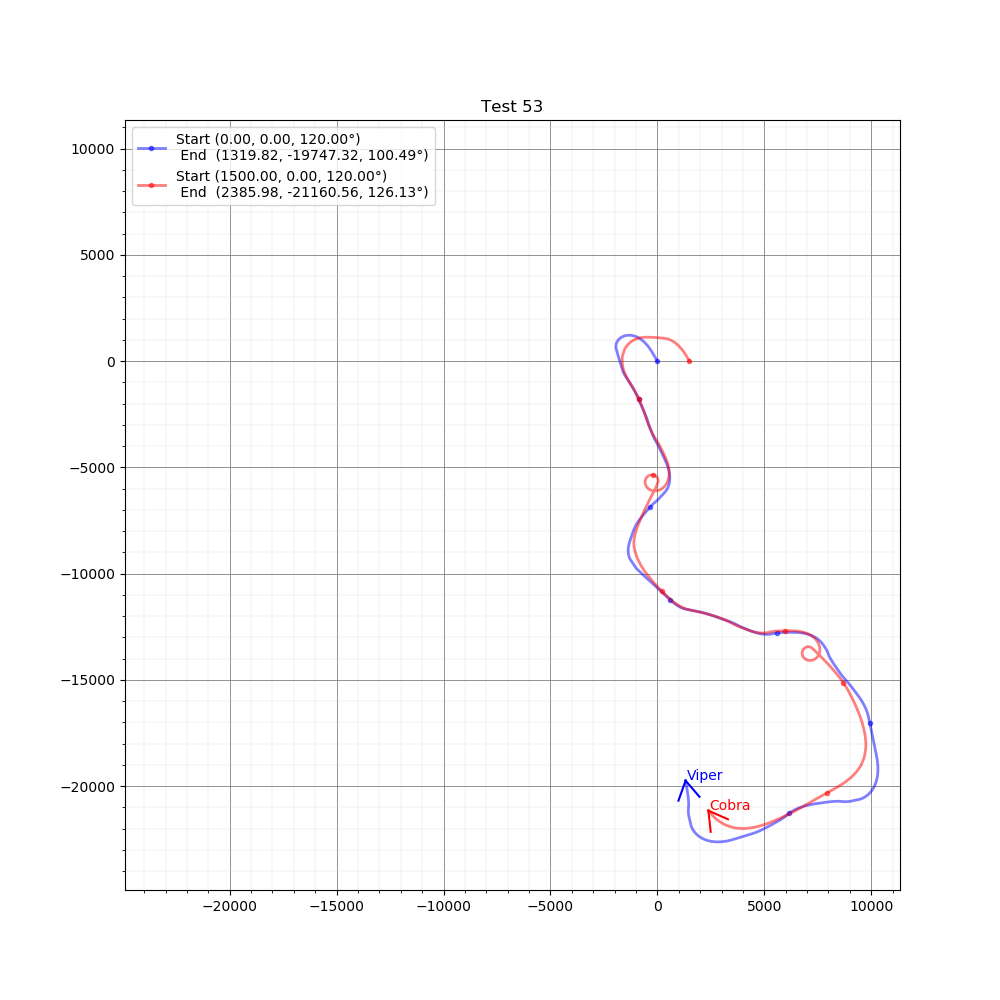 Test 53
Start (0.00, 0.00, 120.00°)
End (1319.82, -19747.32, 100.49°)
Start (1500.00, 0.00, 120.00°)
End (2385.98, -21160.56, 126.13°)
10000
5000
0
−5000
−10000
−15000
−20000
Viper
Cobra
−20000 −15000 −10000 −5000 0 5000 10000